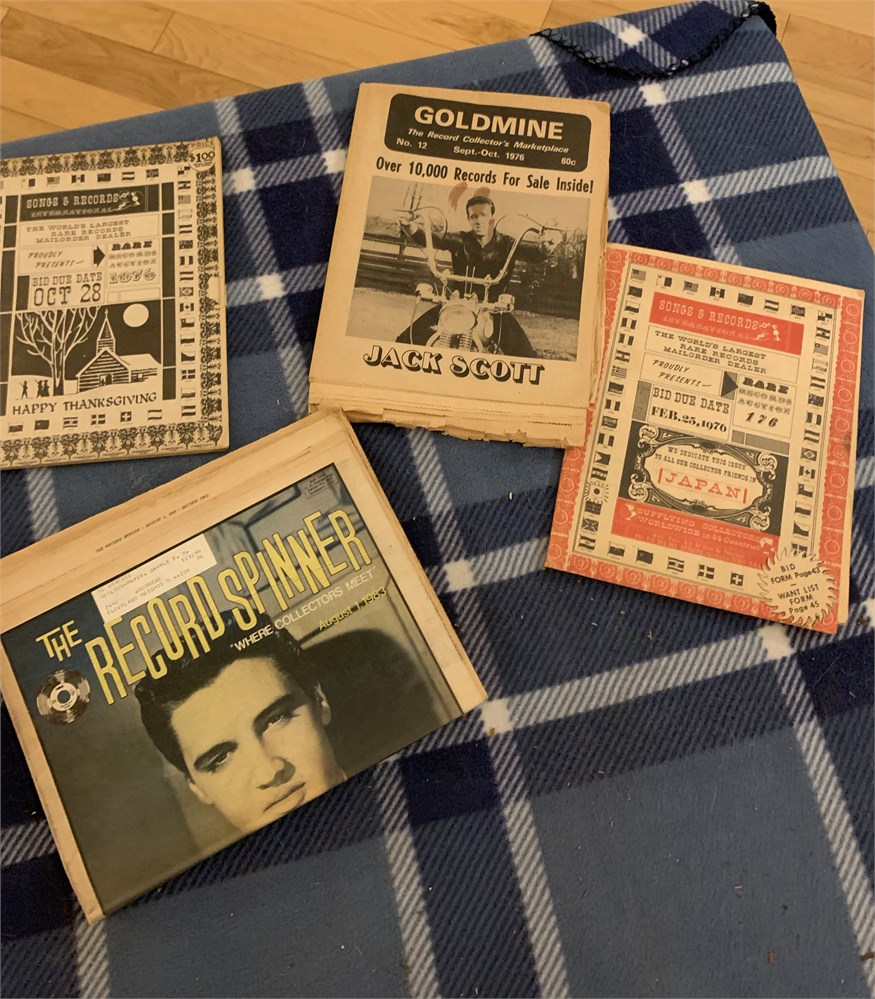 PRICE
$1.00
SONGS & RECORDS
INTERNATIONAL
THE WORLD'S LARGEST
RARE RECORDS
MAILORDER DEALER
PROUDLY
PRESENTS
RARE
RECORDS
AUCTION
BID DUE DATE
OCT 28
1976
HAPPY THANKSGIVING
GOLDMINE
The Record Collector's Marketplace
No. 12 Sept.-Oct. 1976 60c
Over 10,000 Records For Sale Inside!
JACK SCOTT
SONGS & RECORDS
INTERNATIONAL
THE WORLD'S LARGEST
RARE RECORDS
MAILORDER DEALER
PROUDLY
PRESENTS
RARE
RECORDS
AUCTION
176
BID DUE DATE
FEB. 25, 1976
WE DEDICATE THIS ISSUE
TO ALL OUR COLLECTOR FRIENDS IN
JAPAN
SUPPLYING COLLECTORS
WORLDWIDE
BID
FORM Page 45
WANT LIST
FORM
Page 45
THE
RECORD SPINNER
"WHERE COLLECTORS MEET"
August 1 1983